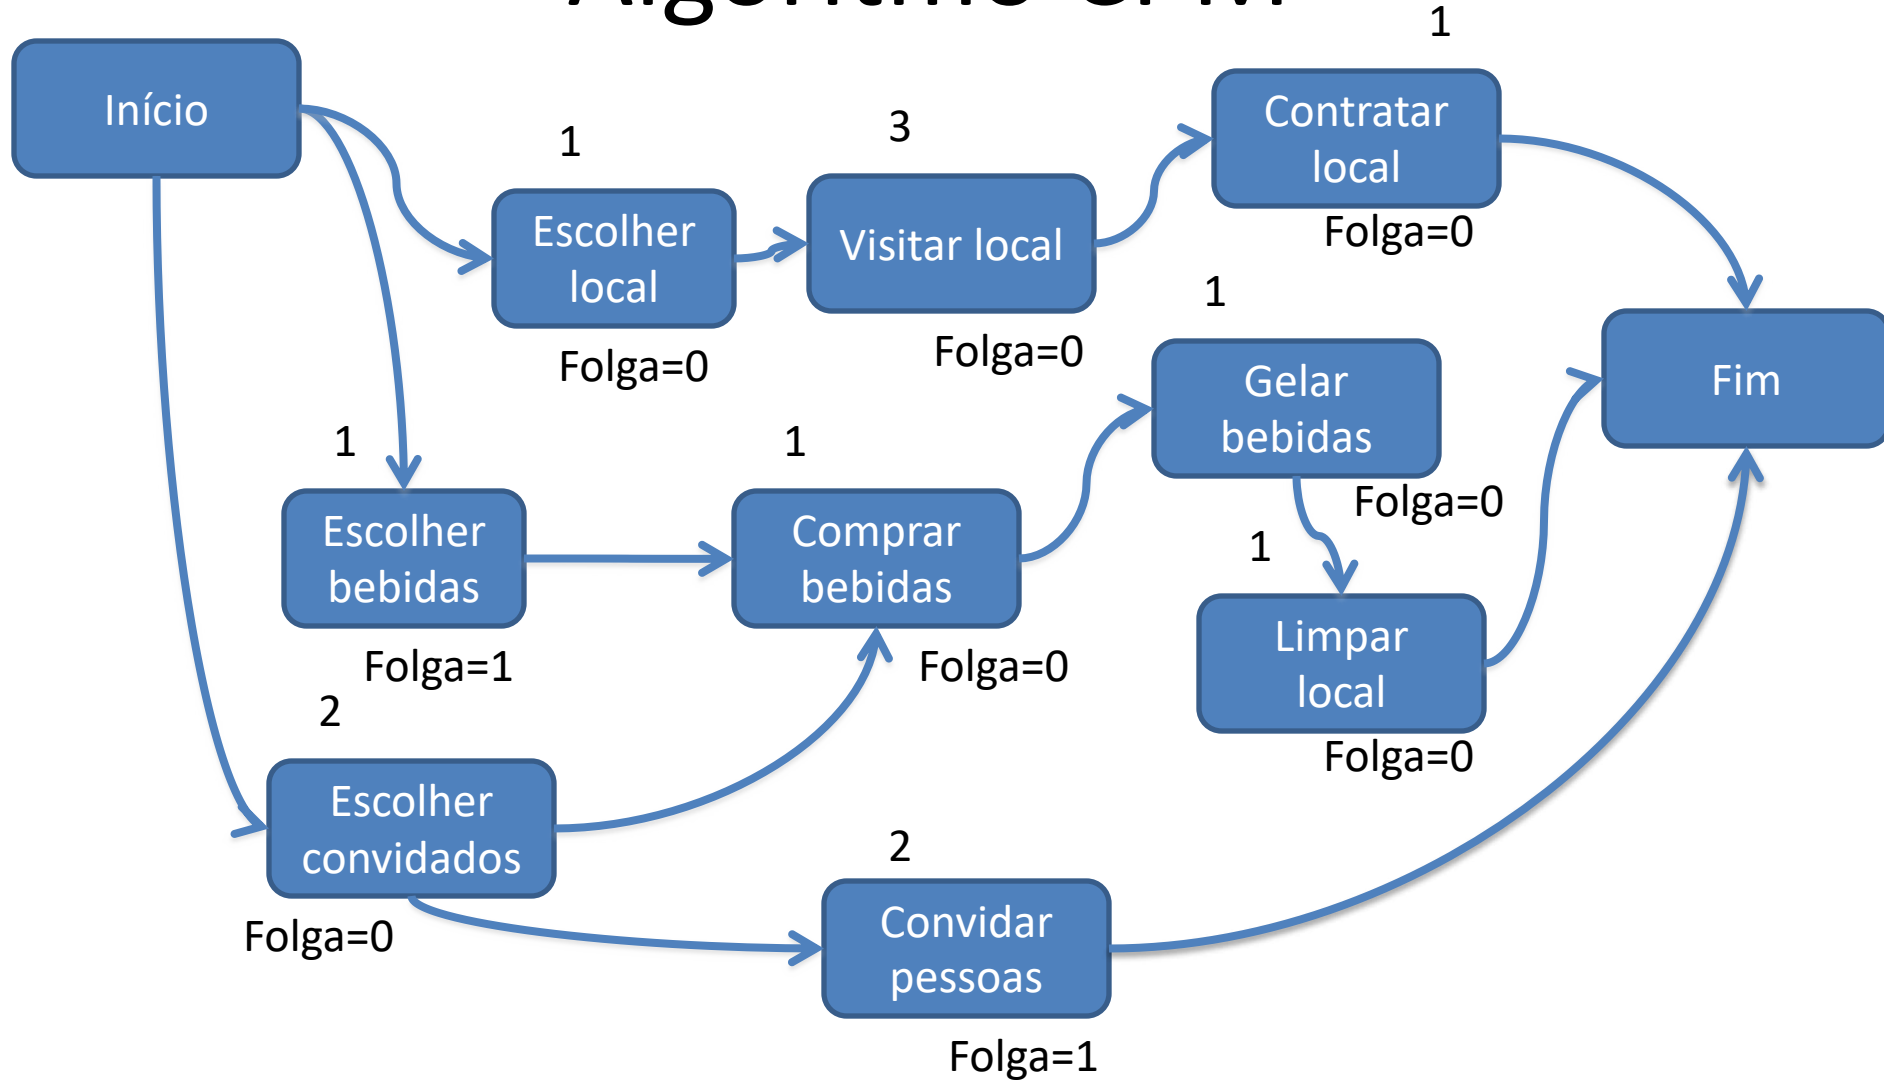 Algoritmo CPM
1
Início
Contratar
local
3
1
Escolher
local
Visitar local
Folga=0
1
Folga=0
Folga=0
Gelar
bebidas
Fim
1
1
Folga=0
Escolher
bebidas
Comprar
bebidas
1
Folga=1
Folga=0
Limpar
local
2
Folga=0
Escolher
convidados
2
Folga=0
Convidar
pessoas
Folga=1